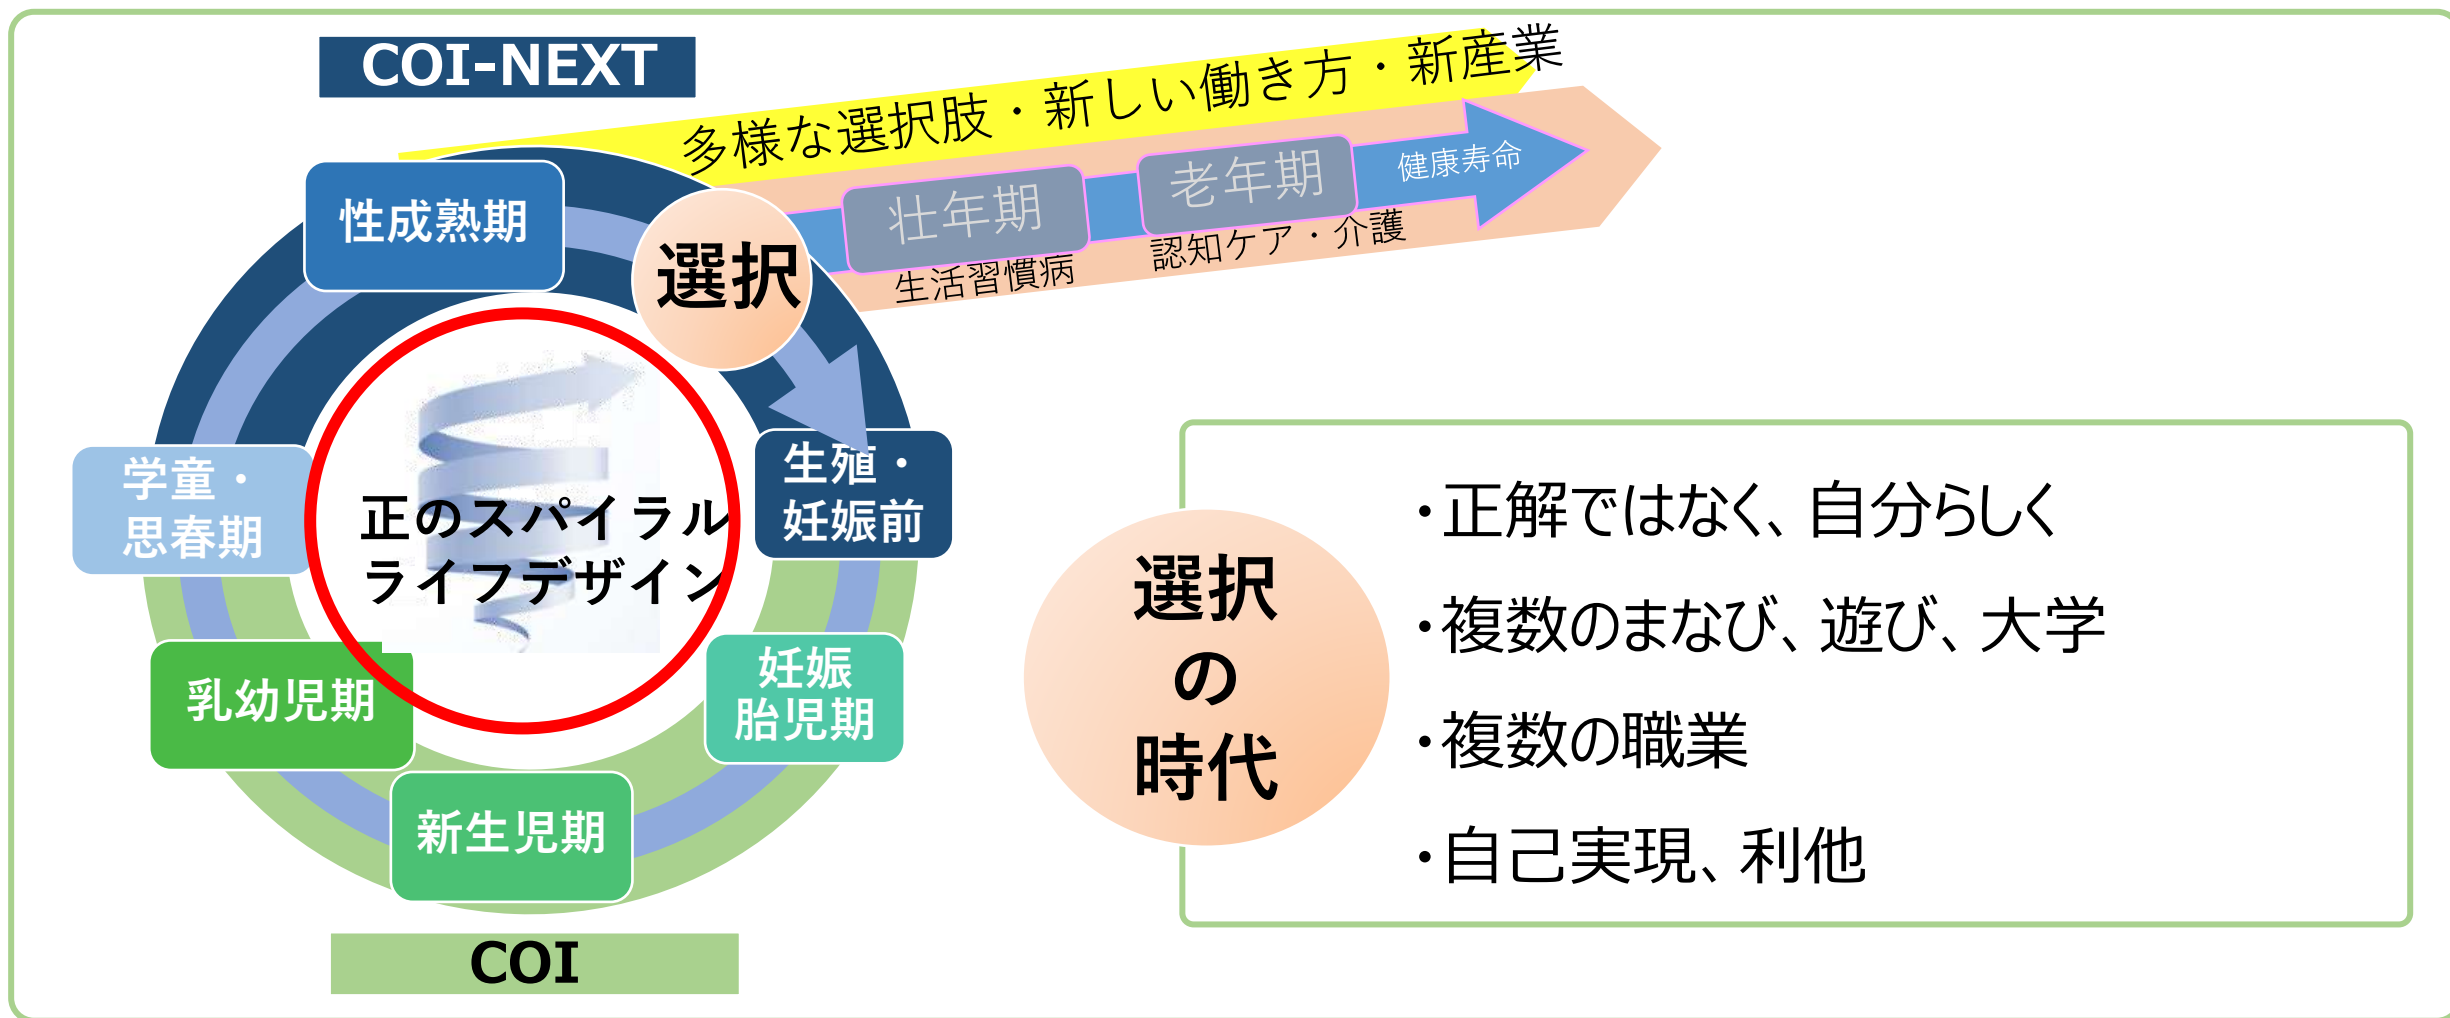 COI-NEXT
多様な選択肢・新しい働き方・新産業
性成熟期
選択
壮年期
老年期
健康寿命
生活習慣病
認知ケア・介護
学童・
思春期
正のスパイラル
ライフデザイン
生殖・
妊娠前
乳幼児期
妊娠
胎児期
新生児期
COI
選択
の
時代
・正解ではなく、自分らしく
・複数のまなび、遊び、大学
・複数の職業
・自己実現、利他